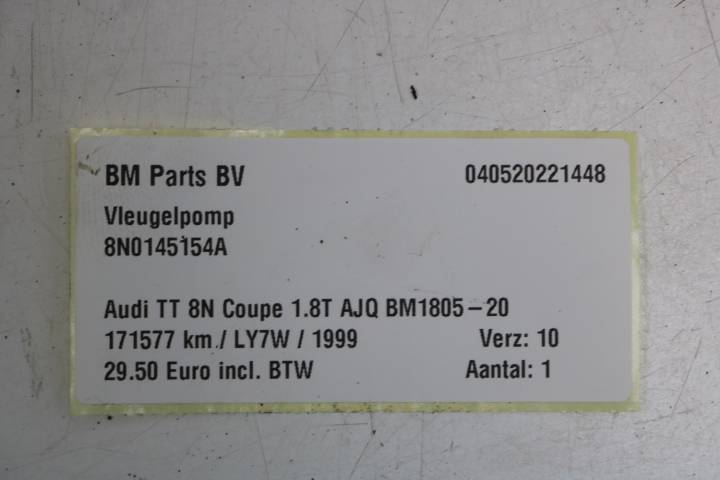 BM Parts BV 040520221448
Vleugelpomp
8N0145154A
Audi TT 8N Coupe 1.8T AJQ BM1805-20
171577 km / LY7W / 1999 Verz: 10
29.50 Euro incl. BTW Aantal: 1